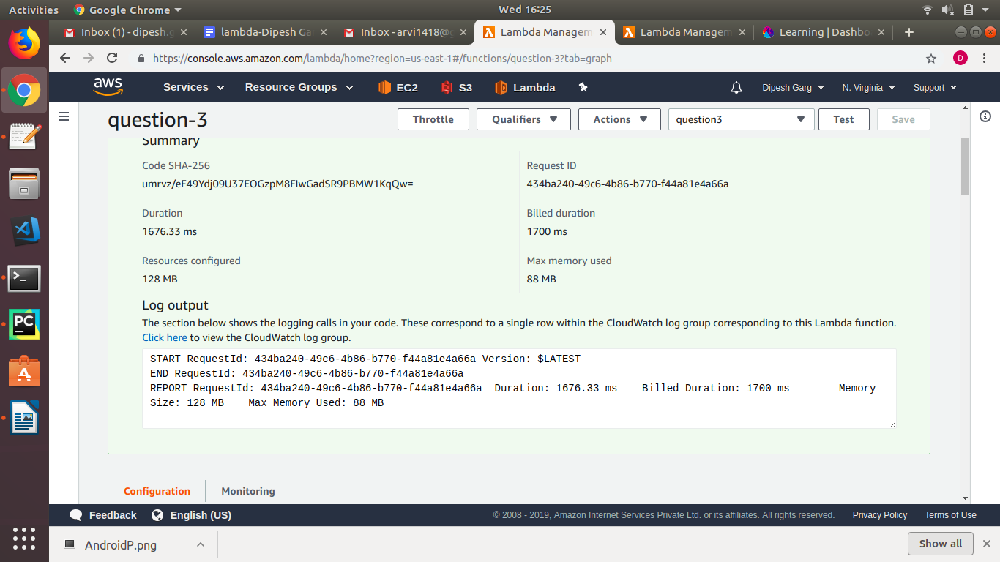 Activities Google Chrome Wed 16:25
Inbox (1) - dipesh.g lambda-Dipesh Ga Inbox - arvi1418@g Lambda Managem Lambda Managem Learning | Dashbo
https://console.aws.amazon.com/lambda/home?region=us-east-1#/functions/question-3?tab=graph D
aws Services Resource Groups EC2 S3 Lambda Dipesh Garg N. Virginia Support
question-3 Throttle Qualifiers Actions question3 Test Save
Summary
Code SHA-256 Request ID
umrvz/eF49Ydj09U37EOGzpM8FIwGadSR9PBMW1KqQw= 434ba240-49c6-4b86-b770-f44a81e4a66a
Duration Billed duration
1676.33 ms 1700 ms
Resources configured Max memory used
128 MB 88 MB
Log output
The section below shows the logging calls in your code. These correspond to a single row within the CloudWatch log group corresponding to this Lambda function.
Click here to view the CloudWatch log group.
START RequestId: 434ba240-49c6-4b86-b770-f44a81e4a66a Version: $LATEST
END RequestId: 434ba240-49c6-4b86-b770-f44a81e4a66a
REPORT RequestId: 434ba240-49c6-4b86-b770-f44a81e4a66a Duration: 1676.33 ms Billed Duration: 1700 ms Memory
Size: 128 MB Max Memory Used: 88 MB
Configuration Monitoring
Feedback English (US) © 2008 - 2019, Amazon Internet Services Private Ltd. or its affiliates. All rights reserved. Privacy Policy Terms of Use
AndroidP.png Show all
PC
A